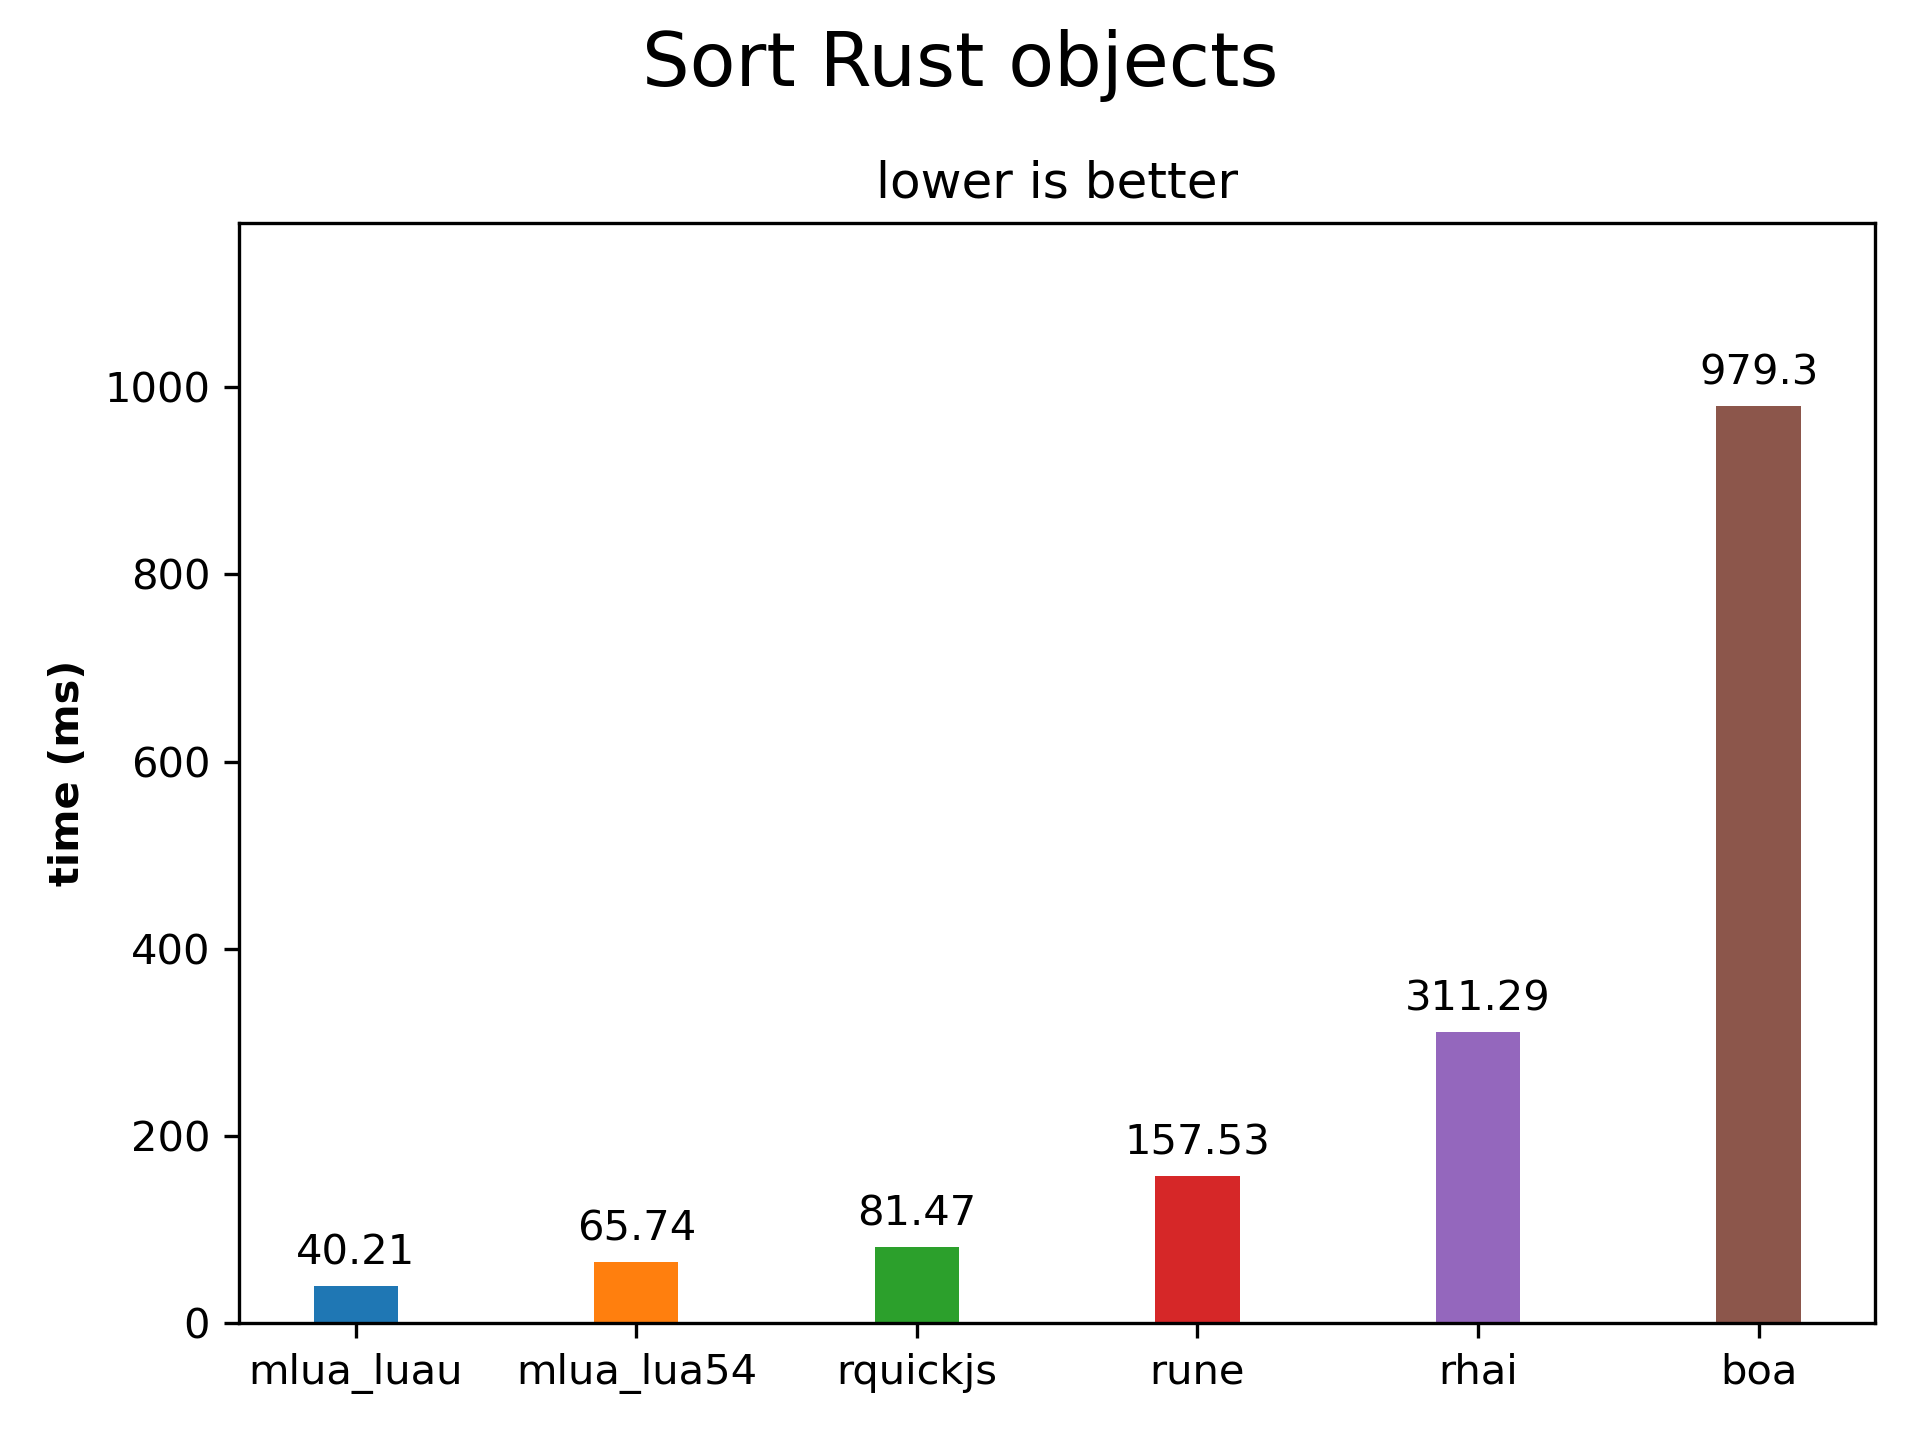 Sort Rust objects
lower is better
time (ms)
1000
800
600
400
200
0
40.21
65.74
81.47
157.53
311.29
979.3
mlua_luau
mlua_lua54
rquickjs
rune
rhai
boa